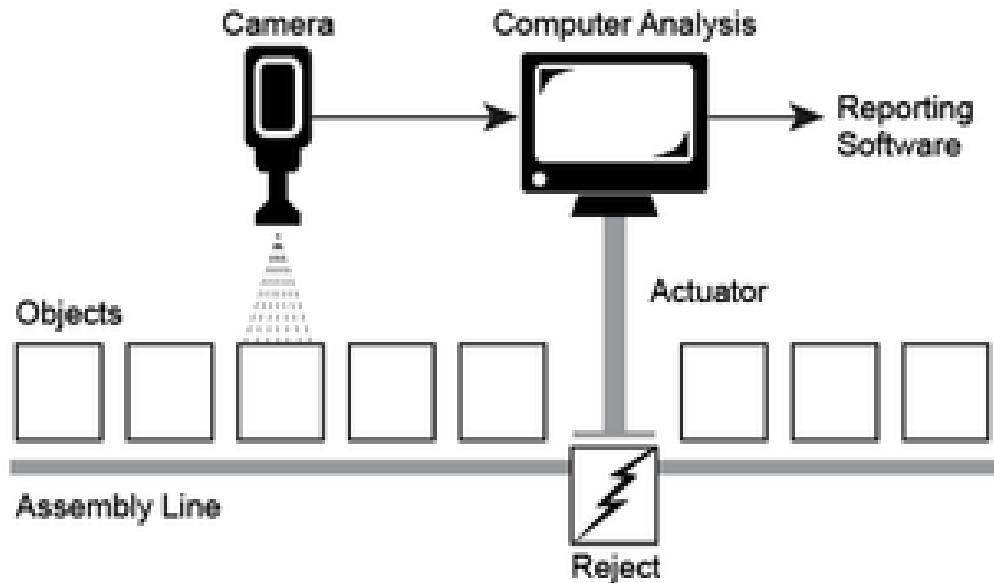 Camera
Computer Analysis
Reporting
Software
Actuator
Objects
Assembly Line
Reject